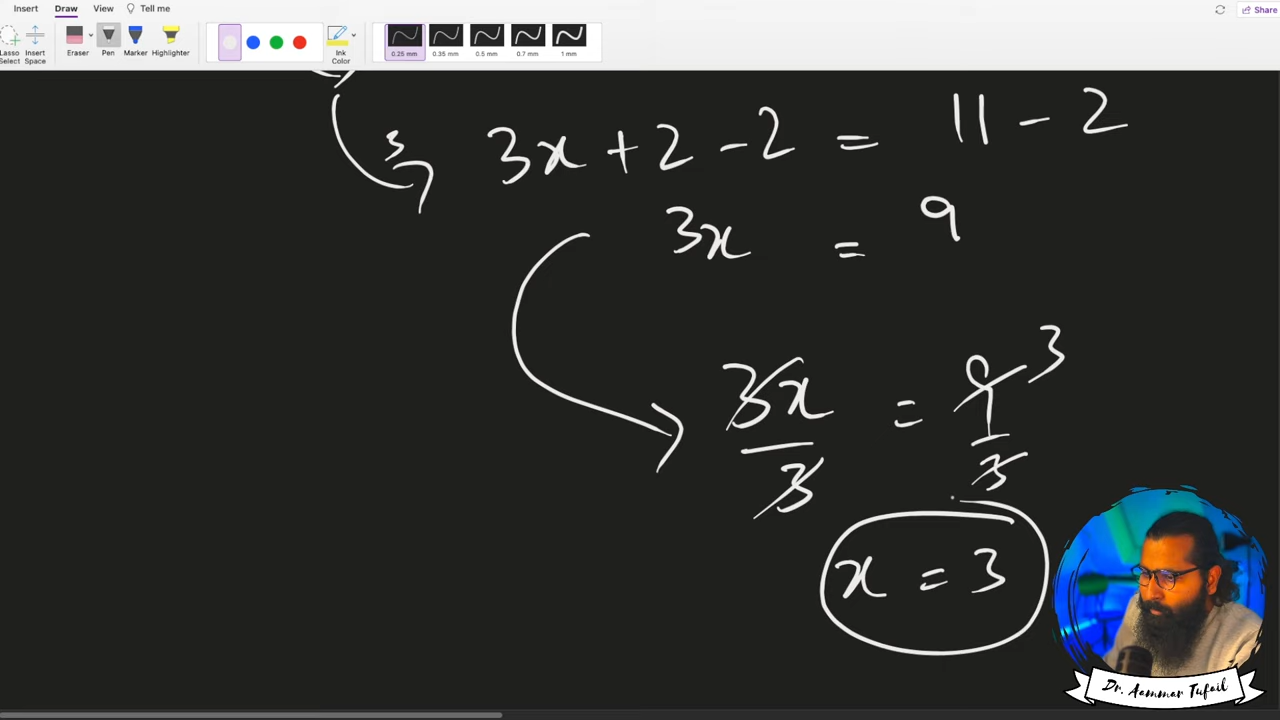 Insert Draw View Tell me Share
Lasso Select Insert Space Eraser Pen Marker Highlighter Ink Color 0.25 mm 0.35 mm 0.5 mm 0.7 mm 1 mm
3x + 2 - 2 = 11 - 2
3
3x = 9
3x/3 = 9/3 3
x = 3
Dr. Aammar Tufail